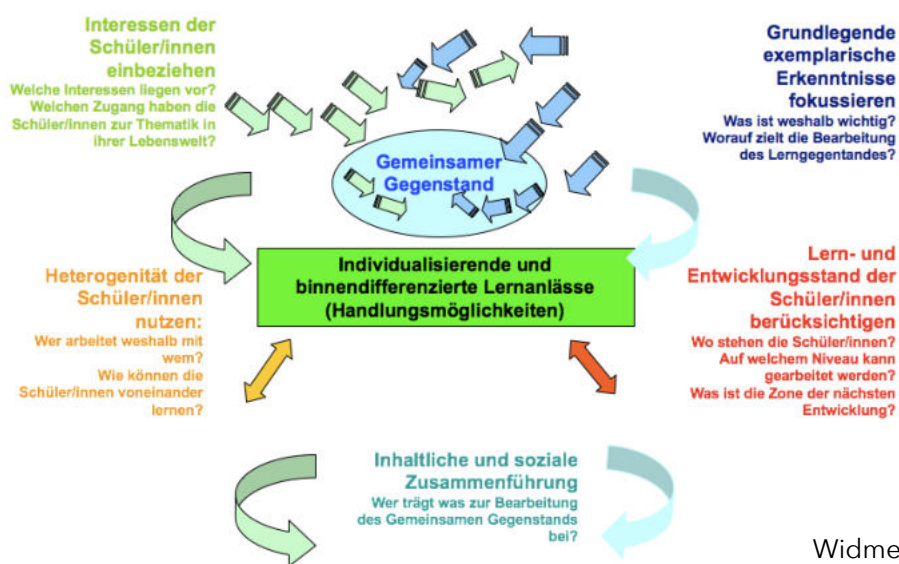 Interessen der
Schüler/innen
einbeziehen
Welche Interessen liegen vor?
Welchen Zugang haben die
Schüler/innen zur Thematik in
ihrer Lebenswelt?
Grundlegende
exemplarische
Erkenntnisse
fokussieren
Was ist weshalb wichtig?
Worauf zielt die Bearbeitung
des Lerngegentandes?
Gemeinsamer
Gegenstand
Individualisierende und
binnendifferenzierte Lernanlässe
(Handlungsmöglichkeiten)
Heterogenität der
Schüler/innen
nutzen:
Wer arbeitet weshalb mit
wem?
Wie können die
Schüler/innen voneinander
lernen?
Lern- und
Entwicklungsstand der
Schüler/innen
berücksichtigen
Wo stehen die Schüler/innen?
Auf welchem Niveau kann
gearbeitet werden?
Was ist die Zone der nächsten
Entwicklung?
Inhaltliche und soziale
Zusammenführung
Wer trägt was zur Bearbeitung
des Gemeinsamen Gegenstands
bei?
Widme